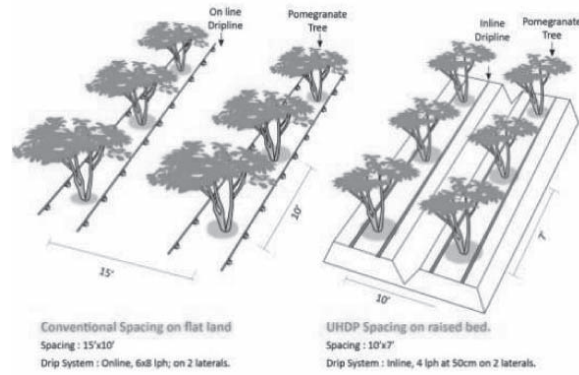 On line
Dripline
Pomegranate
Tree
Inline
Dripline
Pomegranate
Tree
15'
10'
10'
7'
Conventional Spacing on flat land
Spacing : 15'x10'
Drip System : Online, 6x8 lph; on 2 laterals.
UHDP Spacing on raised bed.
Spacing : 10'x7'
Drip System : Inline, 4 lph at 50cm on 2 laterals.